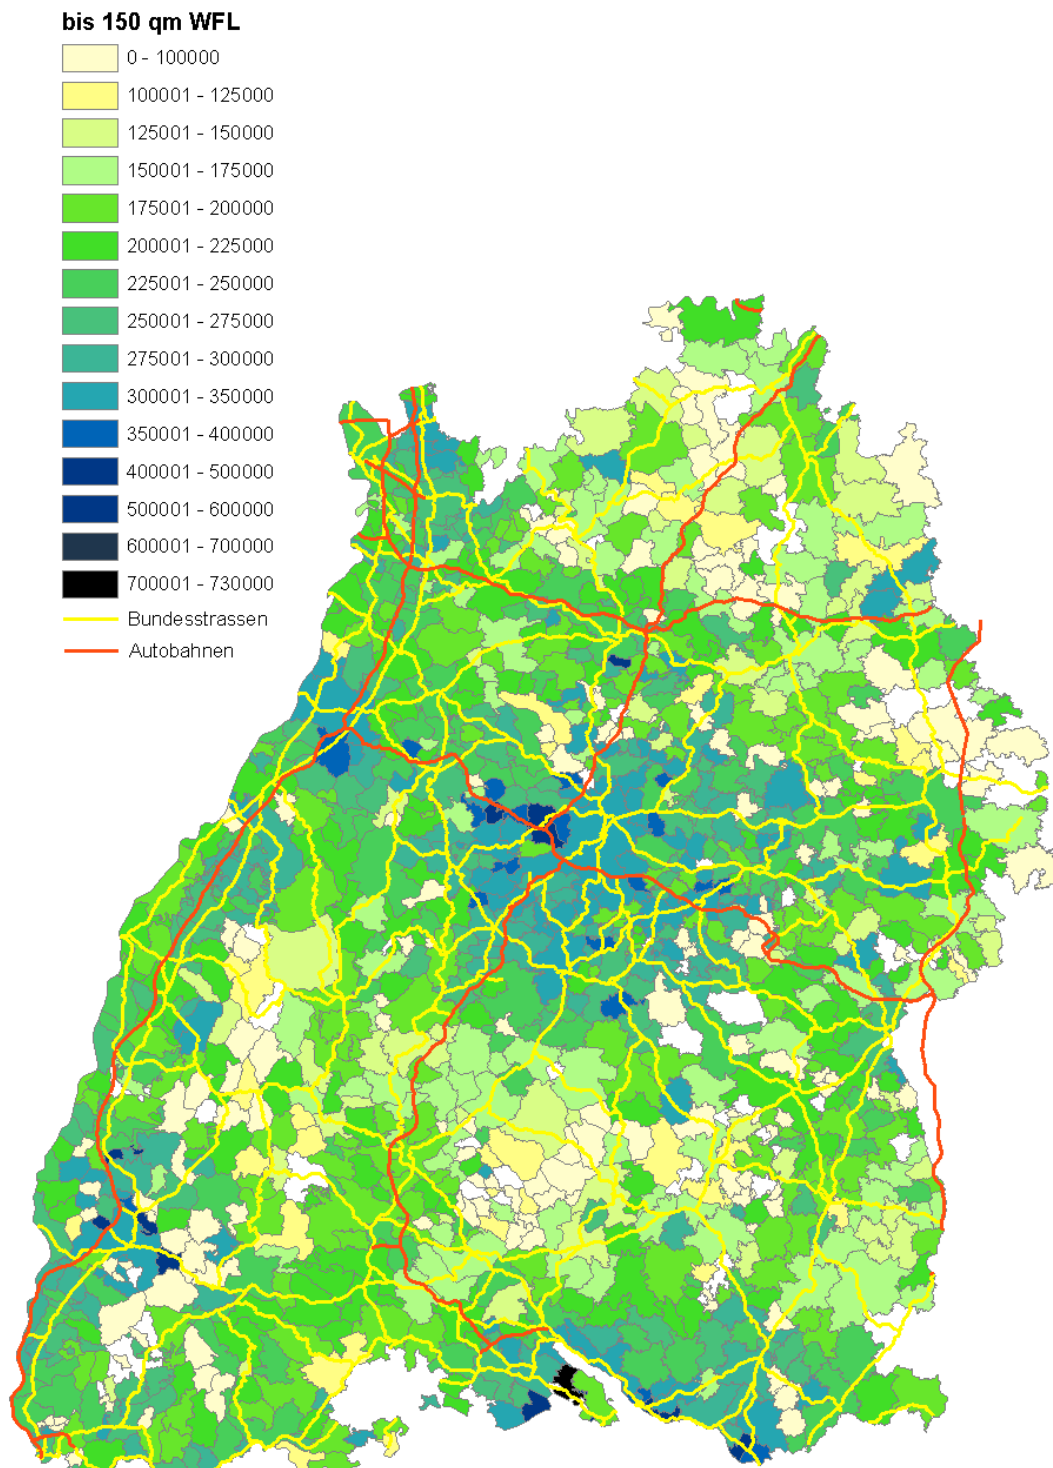 bis 150 qm WFL
0 - 100000
100001 - 125000
125001 - 150000
150001 - 175000
175001 - 200000
200001 - 225000
225001 - 250000
250001 - 275000
275001 - 300000
300001 - 350000
350001 - 400000
400001 - 500000
500001 - 600000
600001 - 700000
700001 - 730000
Bundesstrassen
Autobahnen